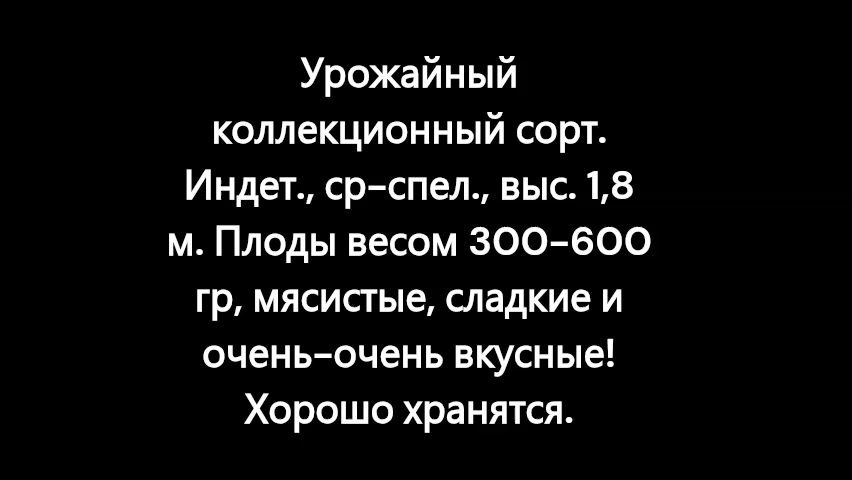 Урожайный
коллекционный сорт.
Индет., ср-спел., выс. 1,8
м. Плоды весом 300-600
гр, мясистые, сладкие и
очень-очень вкусные!
Хорошо хранятся.